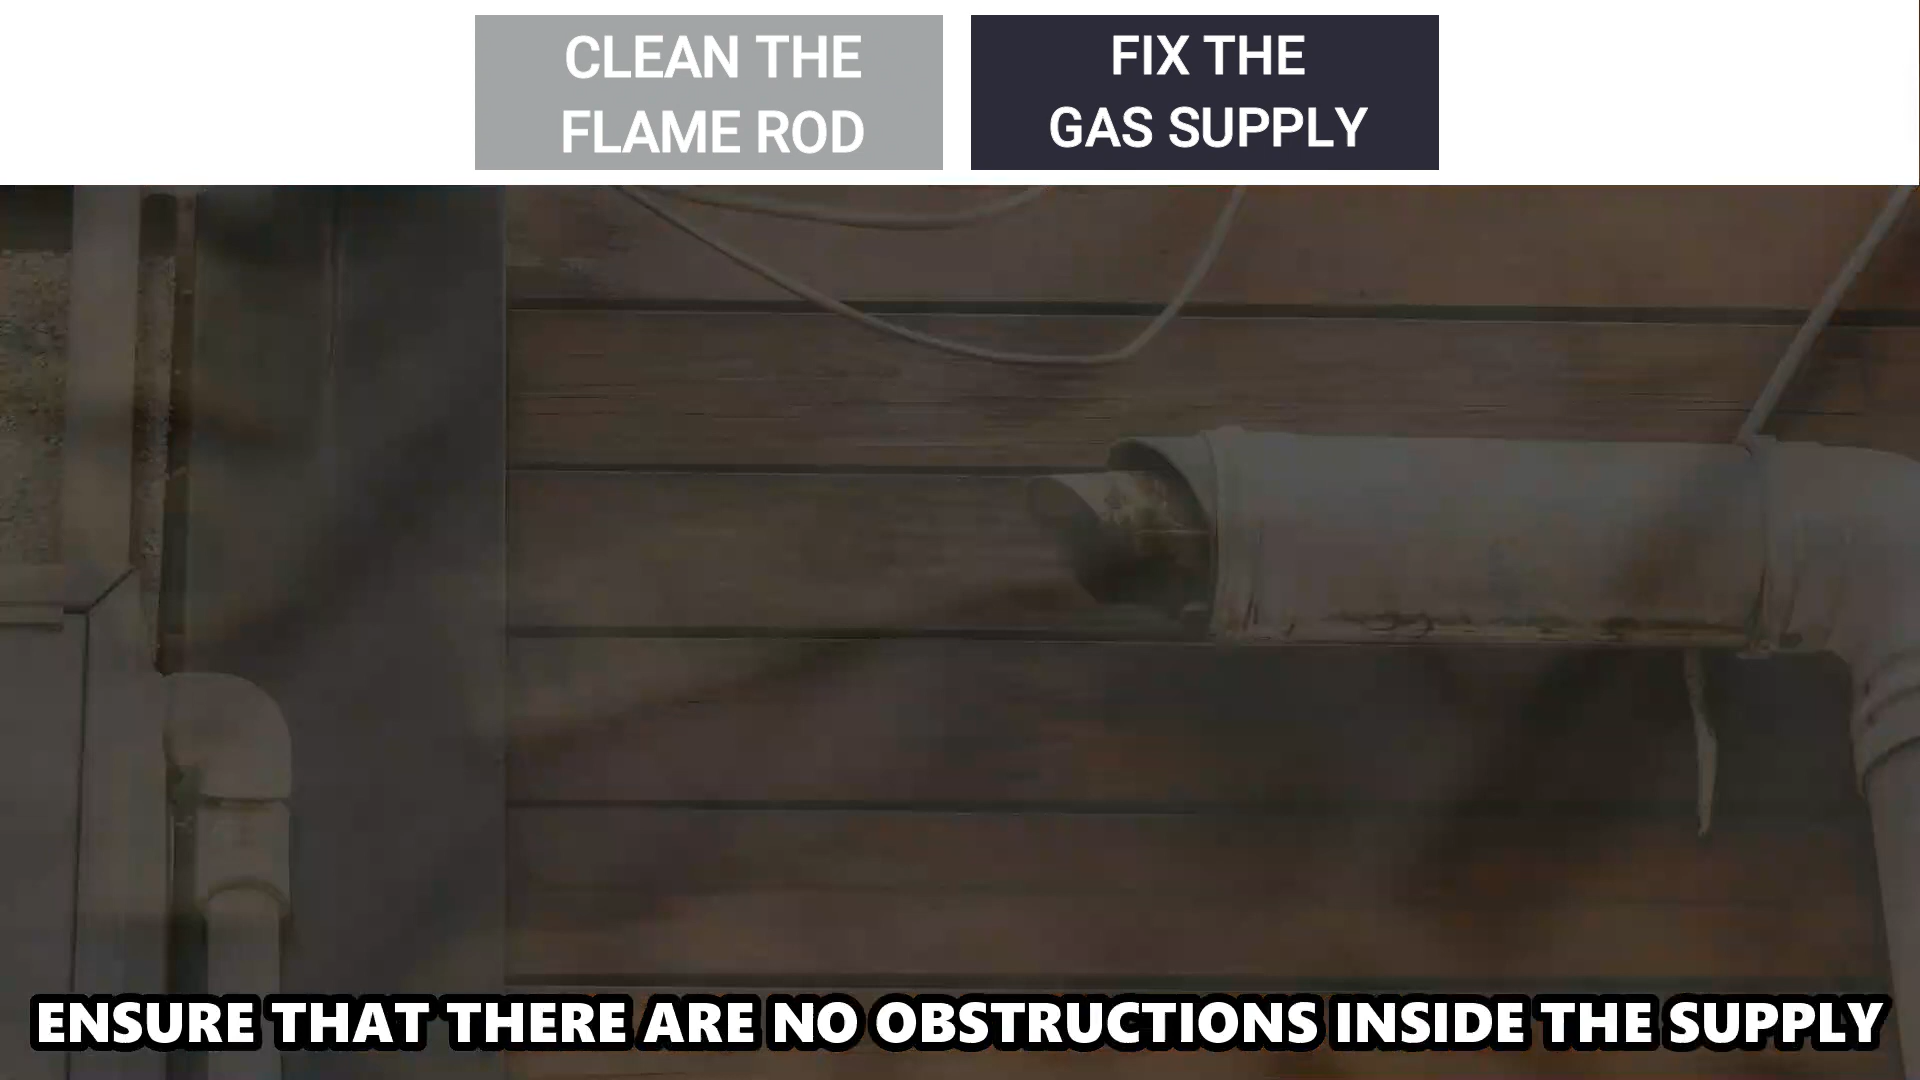 CLEAN THE
FLAME ROD
FIX THE
GAS SUPPLY
ENSURE THAT THERE ARE NO OBSTRUCTIONS INSIDE THE SUPPLY